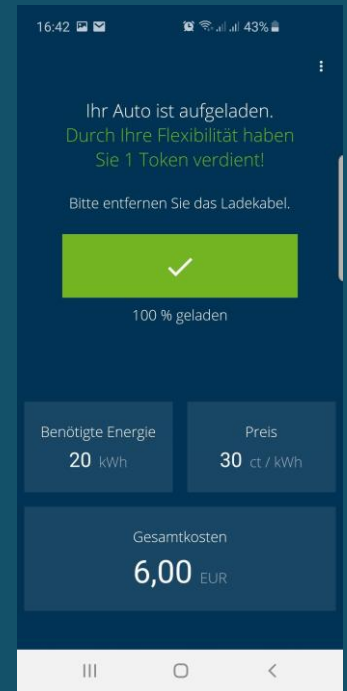 16:42 43%
Ihr Auto ist aufgeladen.
Durch Ihre Flexibilität haben
Sie 1 Token verdient!
Bitte entfernen Sie das Ladekabel.
100 % geladen
Benötigte Energie
20 kWh
Preis
30 ct / kWh
Gesamtkosten
6,00 EUR